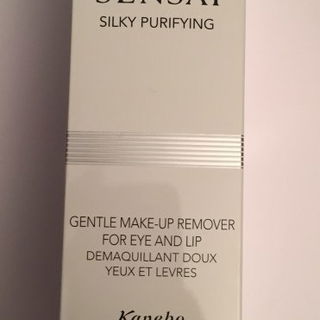 SENSAI
SILKY PURIFYING
GENTLE MAKE-UP REMOVER
FOR EYE AND LIP
DEMAQUILLANT DOUX
YEUX ET LEVRES
Kanebo